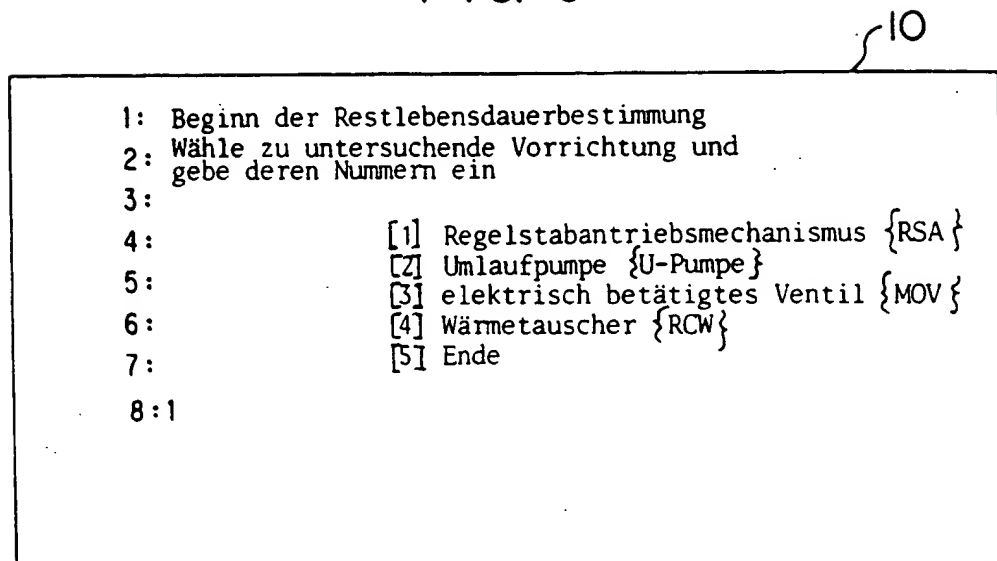 10
1: Beginn der Restlebensdauerbestimmung
2: Wähle zu untersuchende Vorrichtung und
gebe deren Nummern ein
3:
4: [1] Regelstabantriebsmechanismus {RSA}
[2] Umlaufpumpe {U-Pumpe}
5: [3] elektrisch betätigtes Ventil {MOV}
6: [4] Wärmetauscher {RCW}
7: [5] Ende
8:1